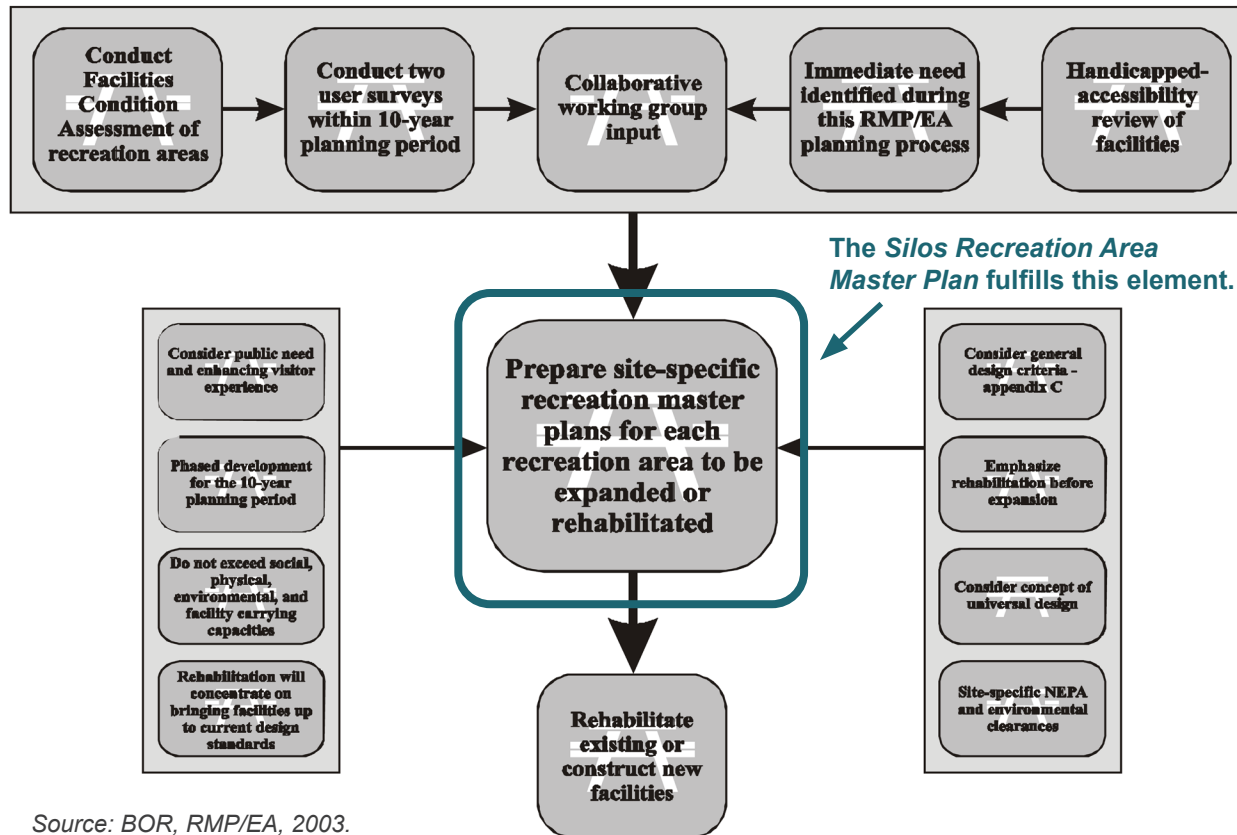 Conduct
Facilities
Condition
Assessment of
recreation areas
Conduct two
user surveys
within 10-year
planning period
Collaborative
working group
input
Immediate need
identified during
this RMP/EA
planning process
Handicapped-
accessibility
review of
facilities
The Silos Recreation Area
Master Plan fulfills this element.
Consider public need
and enhancing visitor
experience
Phased development
for the 10-year
planning period
Do not exceed social,
physical,
environmental, and
facility carrying
capacities
Rehabilitation will
concentrate on
bringing facilities up
to current design
standards
Prepare site-specific
recreation master
plans for each
recreation area to be
expanded or
rehabilitated
Consider general
design criteria -
appendix C
Emphasize
rehabilitation before
expansion
Consider concept of
universal design
Site-specific NEPA
and environmental
clearances
Rehabilitate
existing or
construct new
facilities
Source: BOR, RMP/EA, 2003.